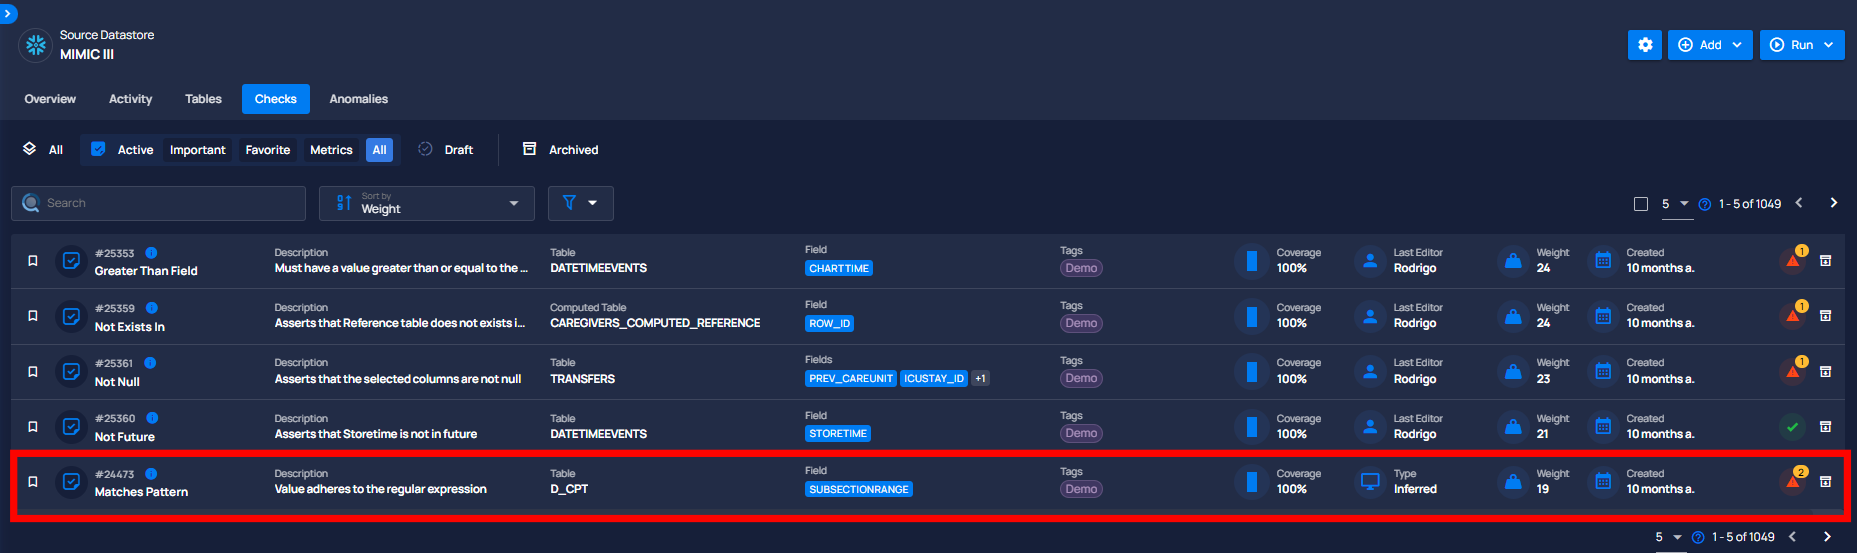 Source Datastore
MIMIC III
Add
Run
Overview
Activity
Tables
Checks
Anomalies
All
Active
Important
Favorite
Metrics
All
Draft
Archived
Search
Sort by
Weight
5
1 - 5 of 1049
#25353
Greater Than Field
Description
Must have a value greater than or equal to the ...
Table
DATETIMEEVENTS
Field
CHARTTIME
Tags
Demo
Coverage
100%
Last Editor
Rodrigo
Weight
24
Created
10 months a.
1
#25359
Not Exists In
Description
Asserts that Reference table does not exists i...
Computed Table
CAREGIVERS_COMPUTED_REFERENCE
Field
ROW_ID
Tags
Demo
Coverage
100%
Last Editor
Rodrigo
Weight
24
Created
10 months a.
1
#25361
Not Null
Description
Asserts that the selected columns are not null
Table
TRANSFERS
Fields
PREV_CAREUNIT ICUSTAY_ID +1
Tags
Demo
Coverage
100%
Last Editor
Rodrigo
Weight
23
Created
10 months a.
1
#25360
Not Future
Description
Asserts that Storetime is not in future
Table
DATETIMEEVENTS
Field
STORETIME
Tags
Demo
Coverage
100%
Last Editor
Rodrigo
Weight
21
Created
10 months a.
#24473
Matches Pattern
Description
Value adheres to the regular expression
Table
D_CPT
Field
SUBSECTIONRANGE
Tags
Demo
Coverage
100%
Type
Inferred
Weight
19
Created
10 months a.
2
5
1 - 5 of 1049